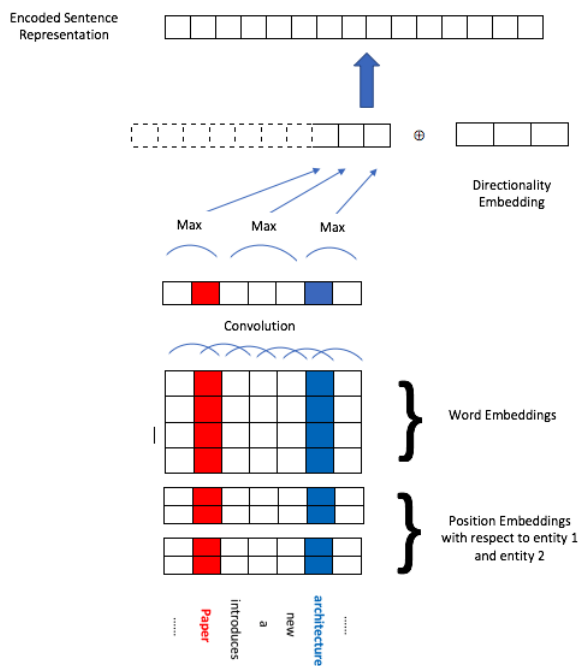 Encoded Sentence
Representation
⊕
Directionality
Embedding
Max Max Max
Convolution
Word Embeddings
Position Embeddings
with respect to entity 1
and entity 2
......
Paper
introduces
a
new
architecture
......